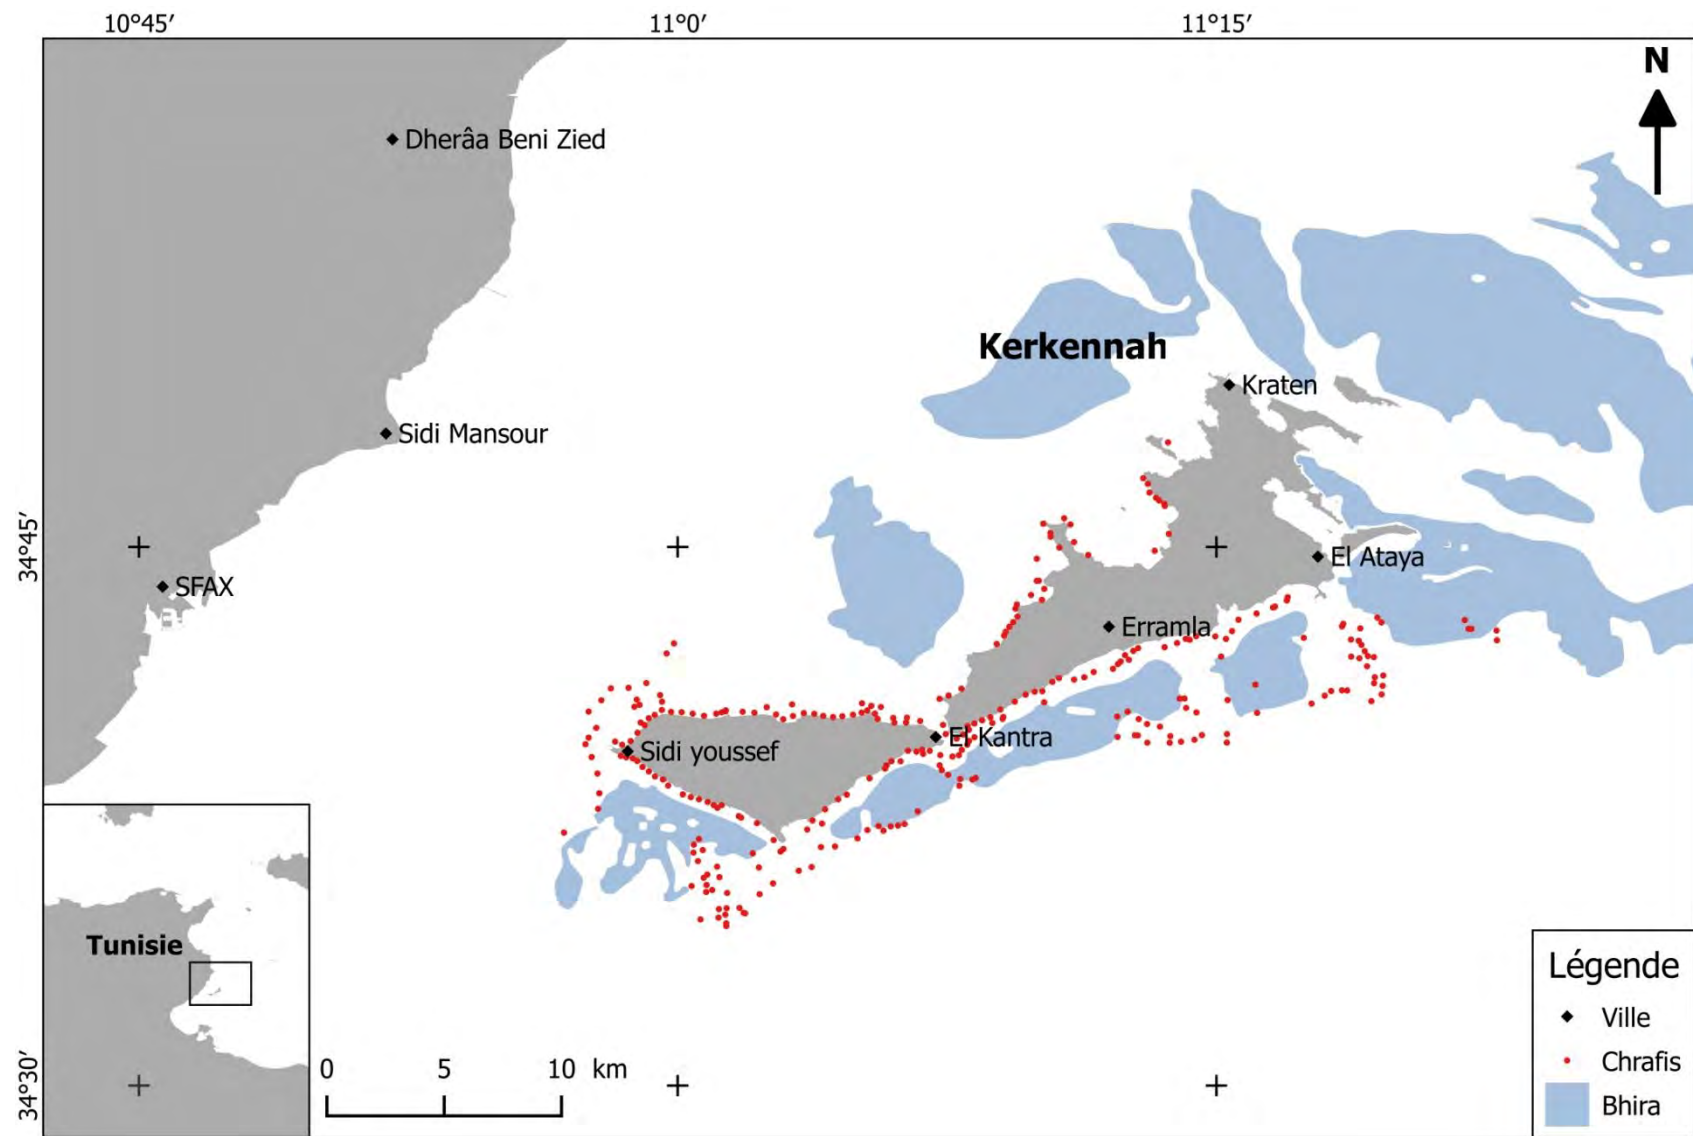 10°45′
11°0′
11°15′
N
Dherâa Beni Zied
Kerkennah
Kraten
Sidi Mansour
34°45′
El Ataya
SFAX
Erramla
El Kantra
Sidi youssef
Tunisie
Légende
Ville
Chrafis
Bhira
0 5 10 km
34°30′